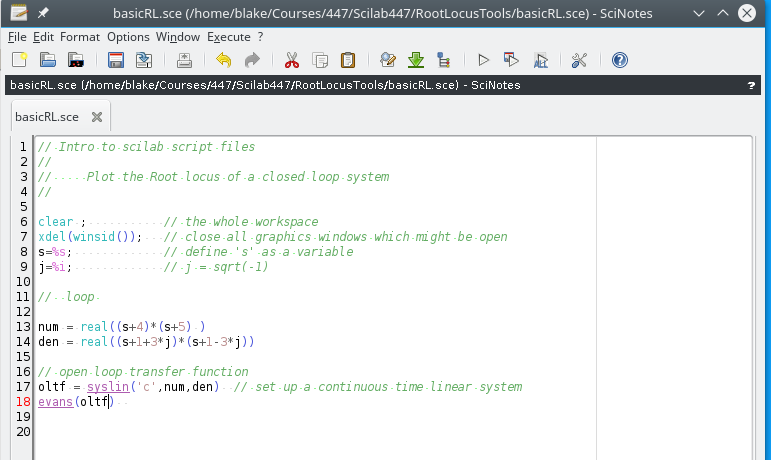 basicRL.sce (/home/blake/Courses/447/Scilab447/RootLocusTools/basicRL.sce) - SciNotes
File Edit Format Options Window Execute ?
basicRL.sce (/home/blake/Courses/447/Scilab447/RootLocusTools/basicRL.sce) - SciNotes ?
basicRL.sce
1 // Intro to scilab script files
2 //
3 // Plot the Root locus of a closed loop system
4 //
5
6 clear ; // the whole workspace
7 xdel(winsid()); // close all graphics windows which might be open
8 s=%s; // define 's' as a variable
9 j=%i; // j = sqrt(-1)
10
11 // loop
12
13 num = real((s+4)*(s+5) )
14 den = real((s+1+3*j)*(s+1-3*j))
15
16 // open loop transfer function
17 oltf = syslin('c',num,den) // set up a continuous time linear system
18 evans(oltf)
19
20